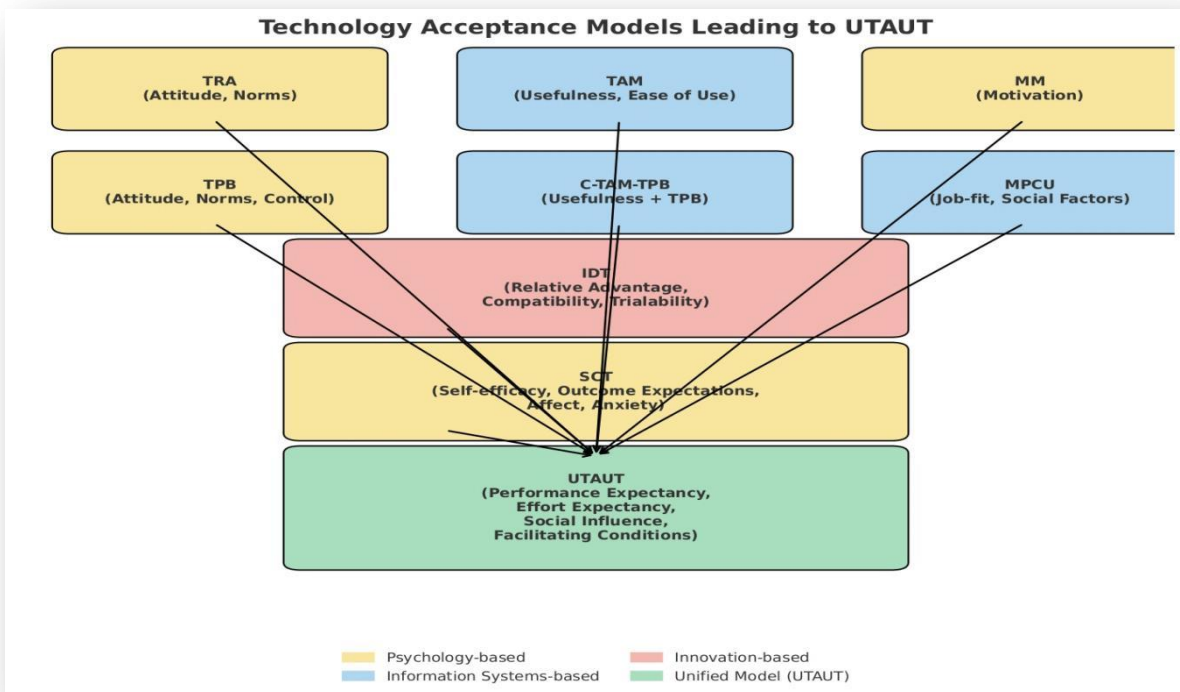 Technology Acceptance Models Leading to UTAUT
TRA
(Attitude, Norms)
TAM
(Usefulness, Ease of Use)
MM
(Motivation)
TPB
(Attitude, Norms, Control)
C-TAM-TPB
(Usefulness + TPB)
MPCU
(Job-fit, Social Factors)
IDT
(Relative Advantage,
Compatibility, Trialability)
SCT
(Self-efficacy, Outcome Expectations,
Affect, Anxiety)
UTAUT
(Performance Expectancy,
Effort Expectancy,
Social Influence,
Facilitating Conditions)
Psychology-based
Information Systems-based
Innovation-based
Unified Model (UTAUT)